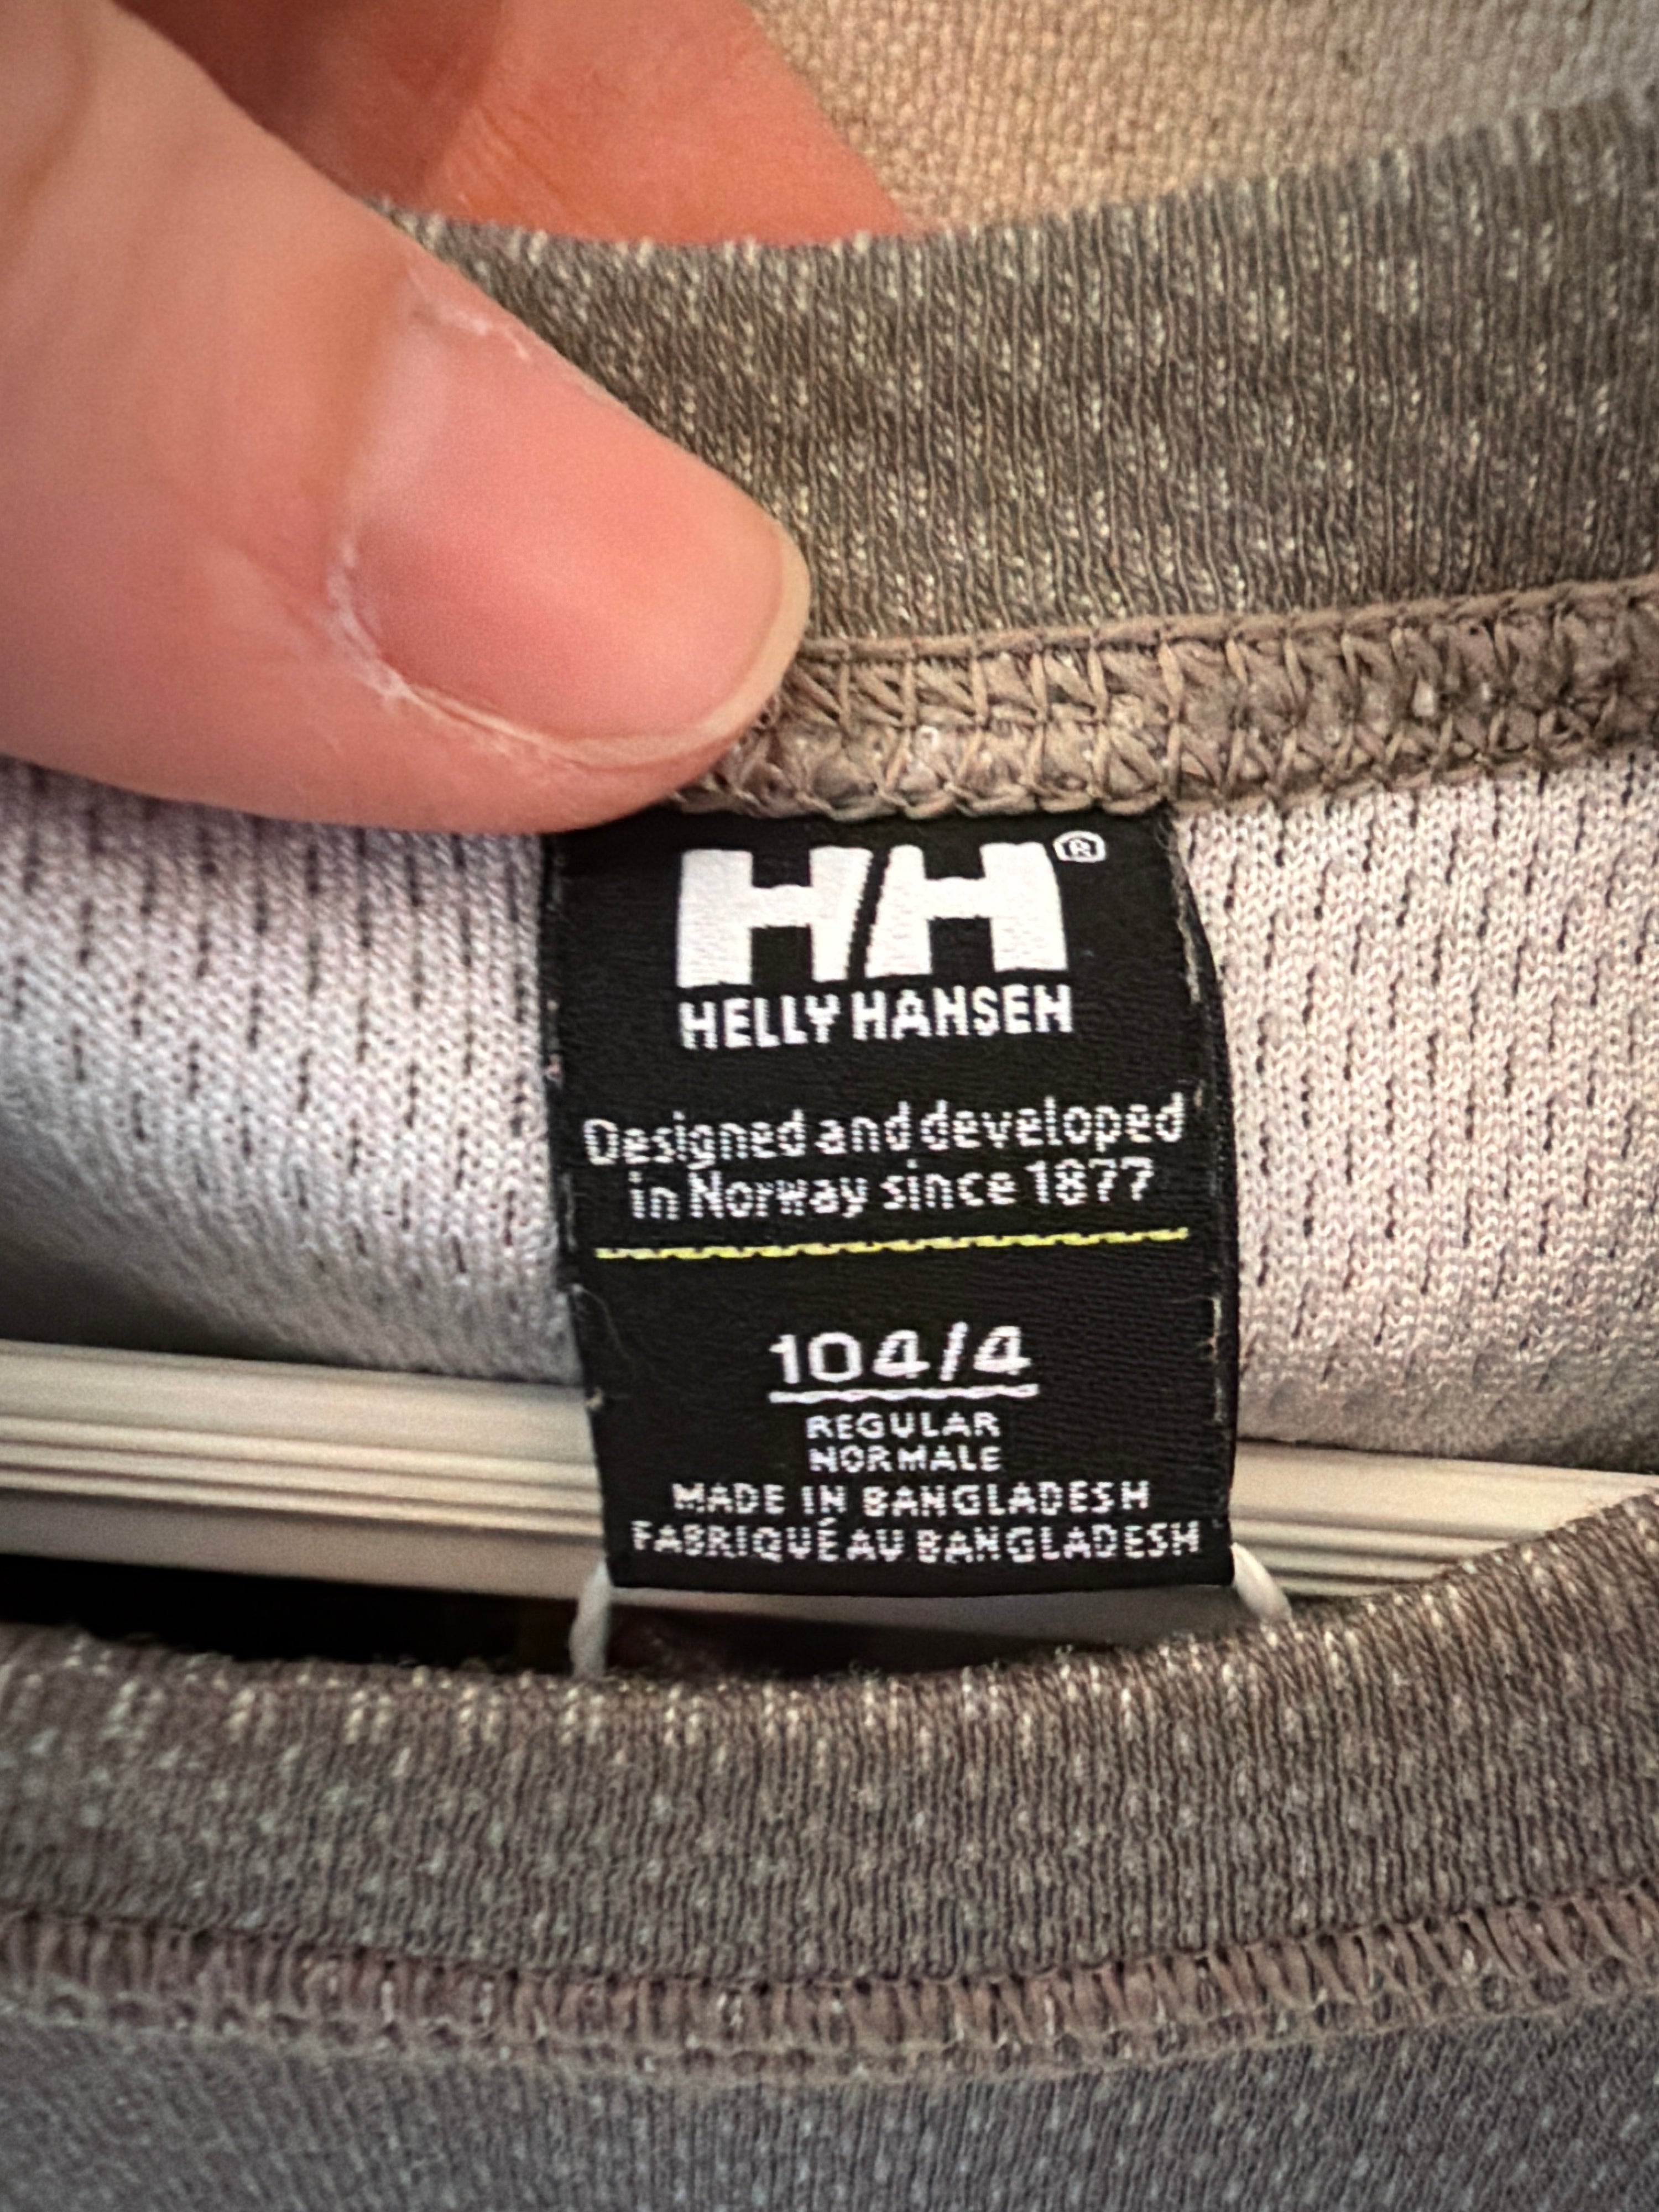 HH®
HELLY HANSEN
Designed and developed
in Norway since 1877
104/4
REGULAR
NORMALE
MADE IN BANGLADESH
FABRIQUÉ AU BANGLADESH